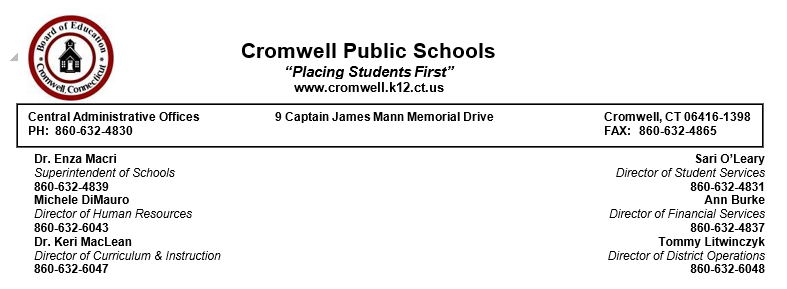 Board of Education
Cromwell, Connecticut
Cromwell Public Schools
“Placing Students First”
www.cromwell.k12.ct.us
Central Administrative Offices 9 Captain James Mann Memorial Drive Cromwell, CT 06416-1398
PH: 860-632-4830 FAX: 860-632-4865
Dr. Enza Macri
Superintendent of Schools
860-632-4839
Michele DiMauro
Director of Human Resources
860-632-6043
Dr. Keri MacLean
Director of Curriculum & Instruction
860-632-6047
Sari O’Leary
Director of Student Services
860-632-4831
Ann Burke
Director of Financial Services
860-632-4837
Tommy Litwinczyk
Director of District Operations
860-632-6048